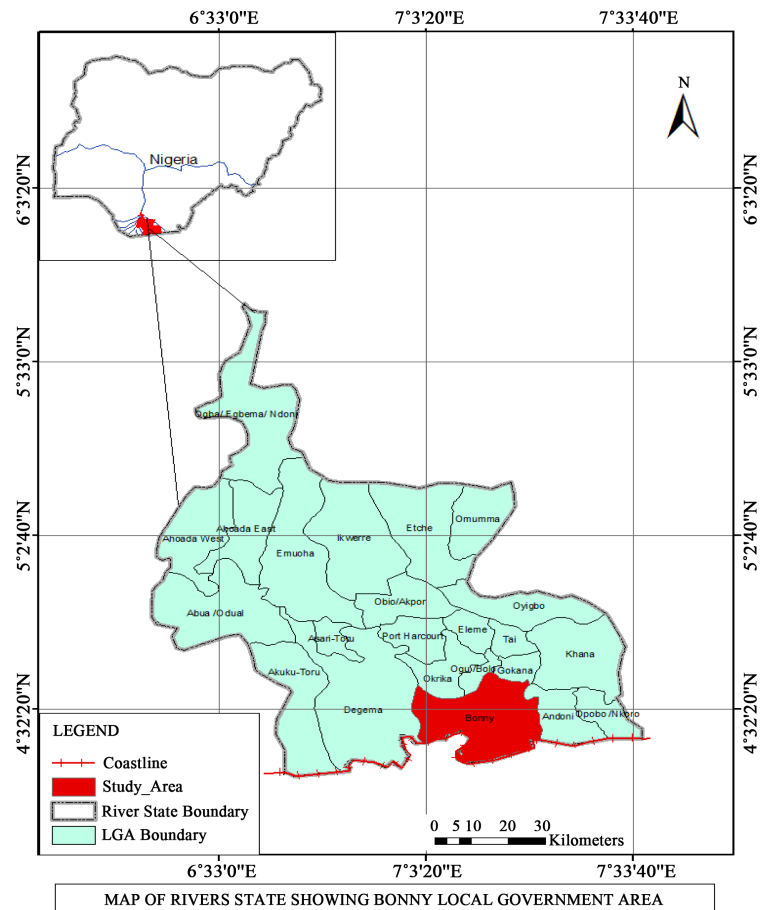 6°33'0"E 7°33'20"E 7°33'40"E
N
Nigeria
6°3'20"N 6°3'20"N
5°33'0"N 5°33'0"N
Ogba/ Egbema/ Ndoni
Omumma
Etche
Ahoada East
Ahoada West
Ikwerre
5°2'40"N 5°2'40"N
Emuoha
Obio/Akpor
Oyigbo
Abua /Odual
Eleme
Asari-Toru
Port Harcourt
Tai
Khana
Akuku-Toru
Ogu/Bolo
Gokana
Okrika
4°32'20"N 4°32'20"N
Degema
Bonny
Andoni
Opobo /Nkoro
LEGEND
Coastline
Study_Area
River State Boundary
LGA Boundary
0 5 10 20 30
Kilometers
6°33'0"E 7°3'20"E 7°33'40"E
MAP OF RIVERS STATE SHOWING BONNY LOCAL GOVERNMENT AREA